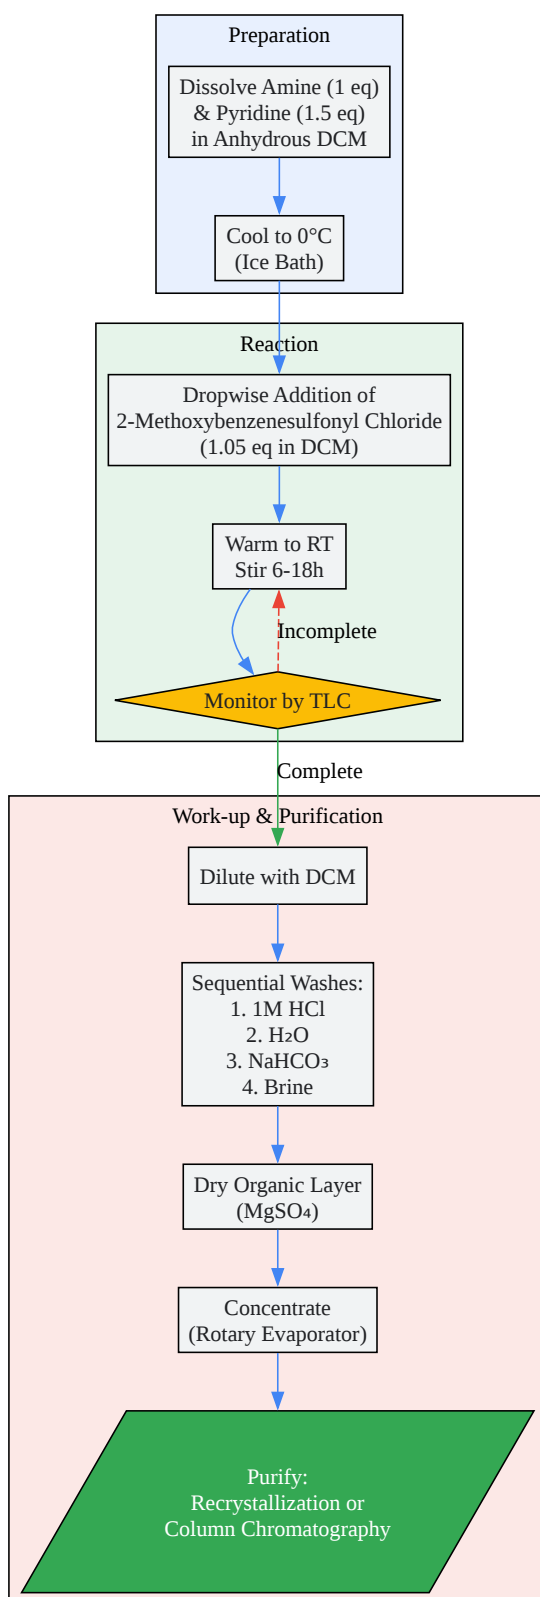 Preparation
Dissolve Amine (1 eq)
& Pyridine (1.5 eq)
in Anhydrous DCM
Cool to 0°C
(Ice Bath)
Reaction
Dropwise Addition of
2-Methoxybenzenesulfonyl Chloride
(1.05 eq in DCM)
Warm to RT
Stir 6-18h
Incomplete
Monitor by TLC
Complete
Work-up & Purification
Dilute with DCM
Sequential Washes:
1. 1M HCl
2. H₂O
3. NaHCO₃
4. Brine
Dry Organic Layer
(MgSO₄)
Concentrate
(Rotary Evaporator)
Purify:
Recrystallization or
Column Chromatography